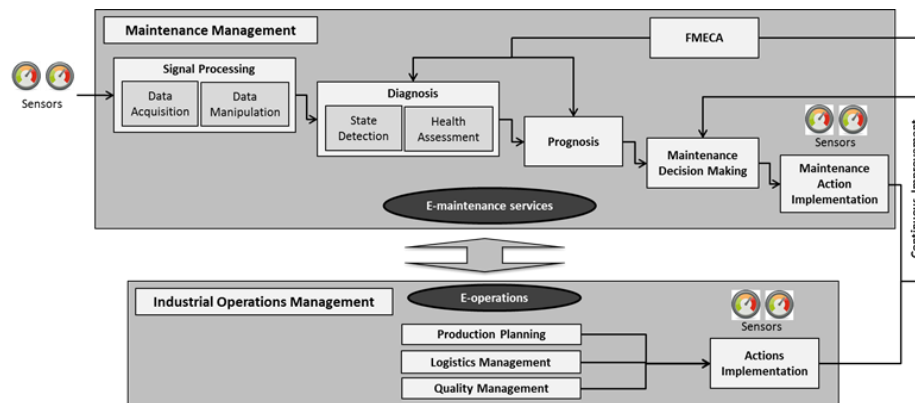 Maintenance Management
FMECA
Signal Processing
Data
Acquisition
Data
Manipulation
Sensors
Diagnosis
State
Detection
Health
Assessment
Prognosis
Sensors
Maintenance
Decision Making
Maintenance
Action
Implementation
E-maintenance services
Continuous Improvement
Industrial Operations Management
E-operations
Sensors
Production Planning
Logistics Management
Quality Management
Actions
Implementation